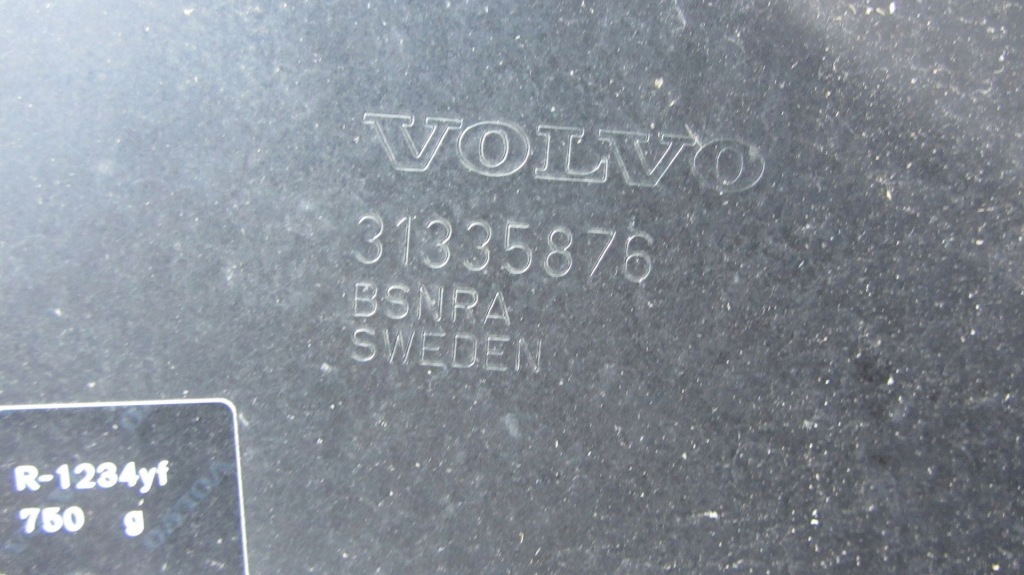 VOLVO
31335876
BSNRA
SWEDEN
R-1234yf
750 g